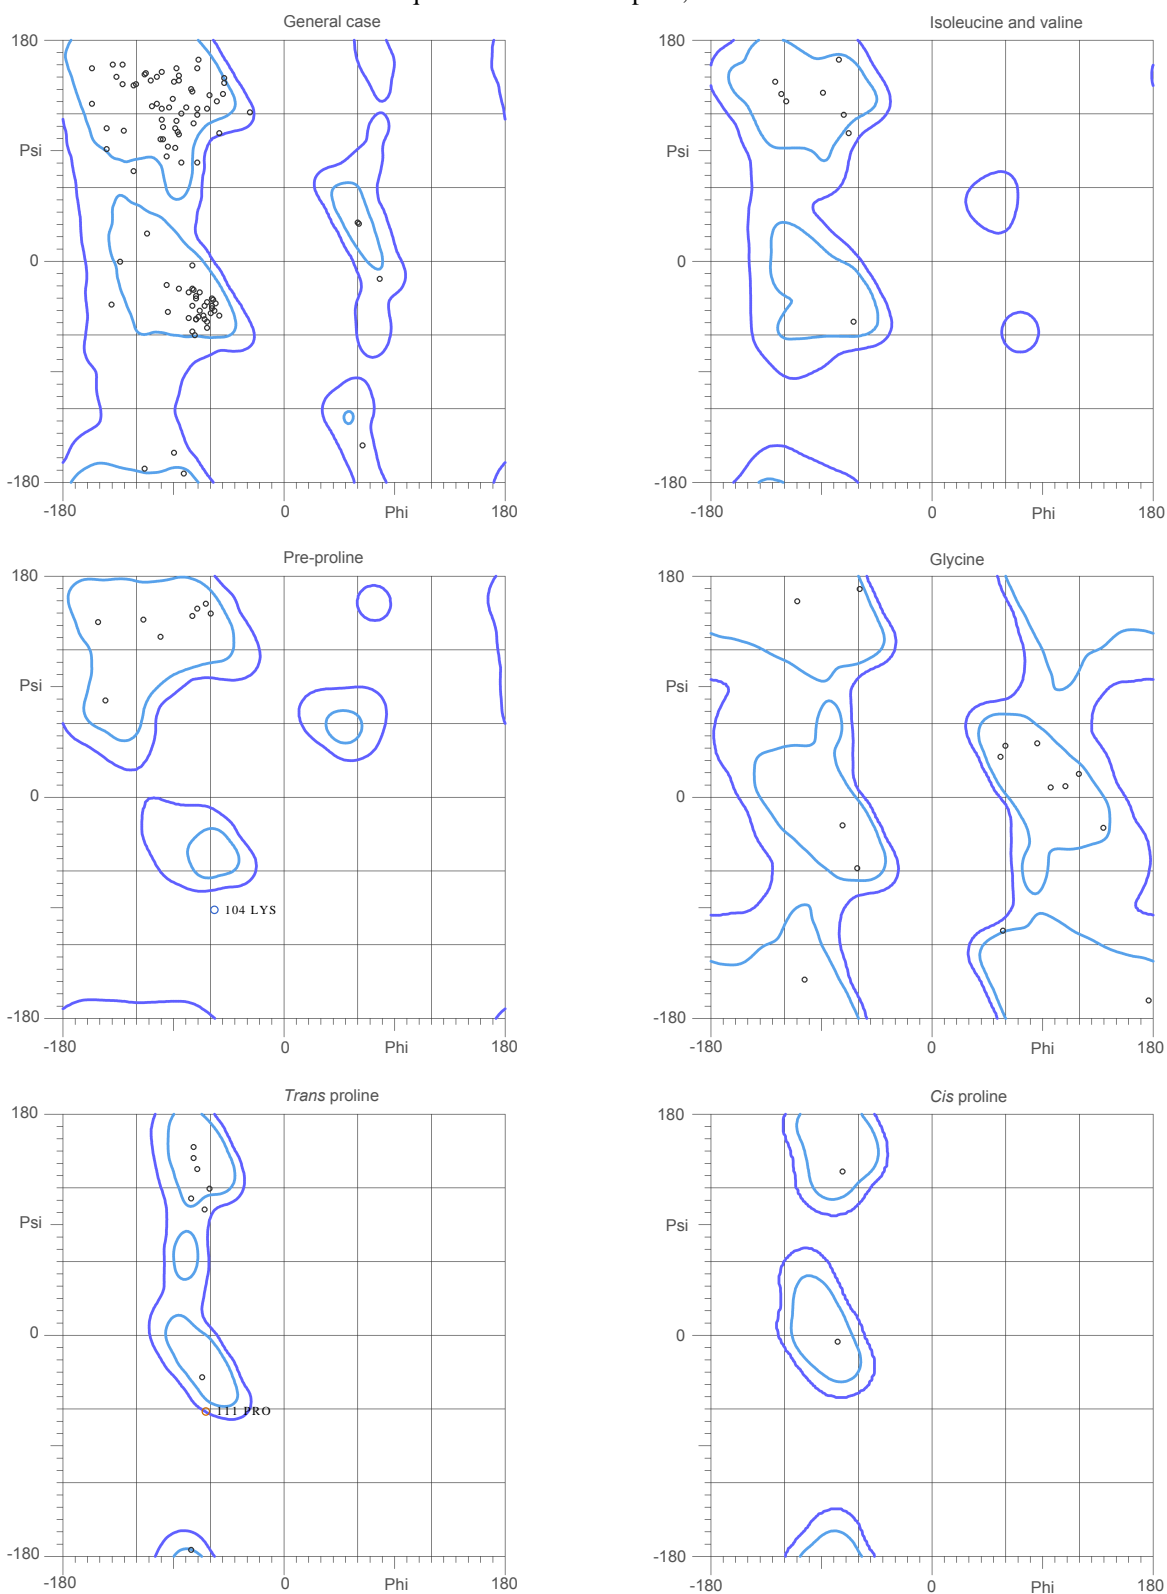 General case
Isoleucine and valine
180
180
Psi
Psi
0
0
-180
-180
-180
0
Phi
180
-180
0
Phi
180
Pre-proline
Glycine
180
180
Psi
Psi
0
0
104 LYS
-180
-180
-180
0
Phi
180
-180
0
Phi
180
Trans proline
Cis proline
180
180
Psi
Psi
0
0
111 PRO
-180
-180
-180
0
Phi
180
-180
0
Phi
180